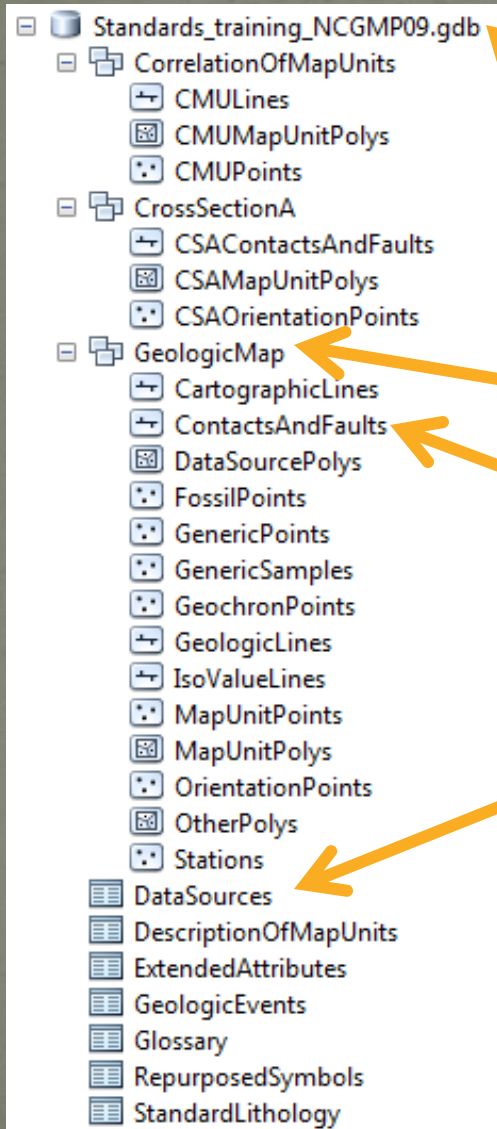 Standards_training_NCGMP09.gdb
CorrelationOfMapUnits
CMULines
CMUMapUnitPolys
CMUPoints
CrossSectionA
CSAContactsAndFaults
CSAMapUnitPolys
CSAOrientationPoints
GeologicMap
CartographicLines
ContactsAndFaults
DataSourcePolys
FossilPoints
GenericPoints
GenericSamples
GeochronPoints
GeologicLines
IsoValueLines
MapUnitPoints
MapUnitPolys
OrientationPoints
OtherPolys
Stations
DataSources
DescriptionOfMapUnits
ExtendedAttributes
GeologicEvents
Glossary
RepurposedSymbols
StandardLithology